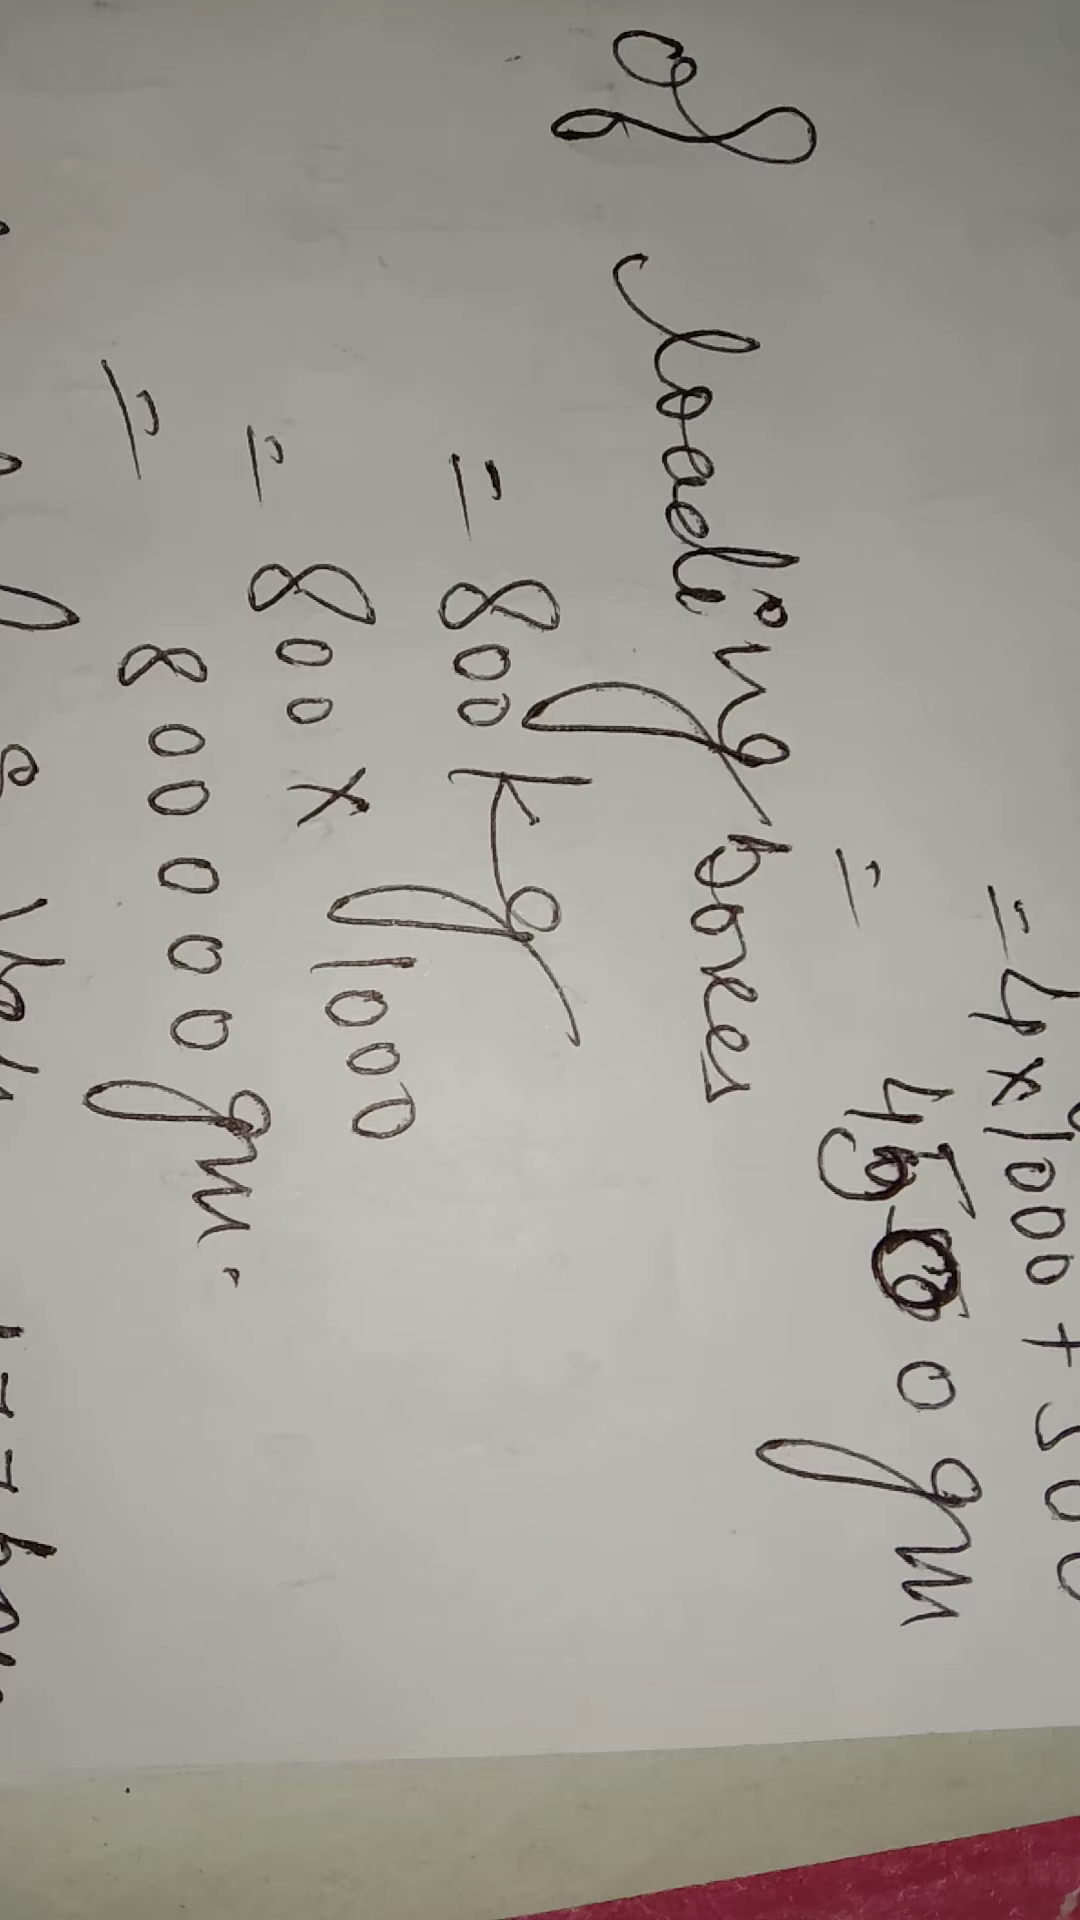 = 4 × 1000 + 500
= 4500 gm
of loading boxes
= 800 kg
= 800 × 1000
= 800000 gm.